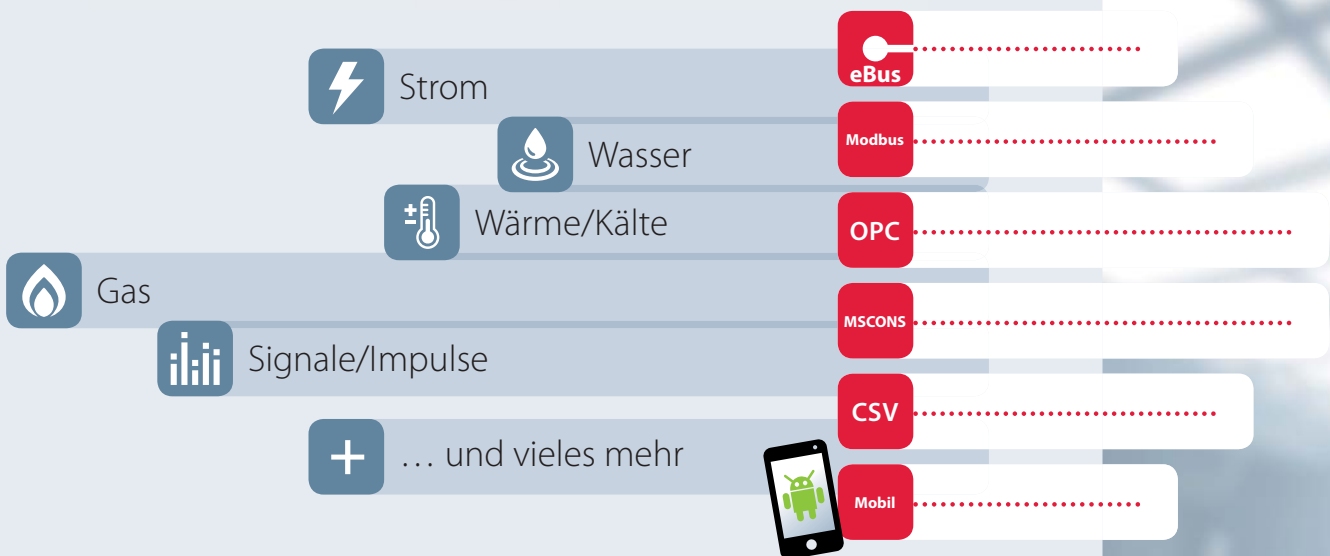 Strom
Wasser
Wärme/Kälte
Gas
Signale/Impulse
… und vieles mehr
eBus
Modbus
OPC
MSCONS
CSV
Mobil